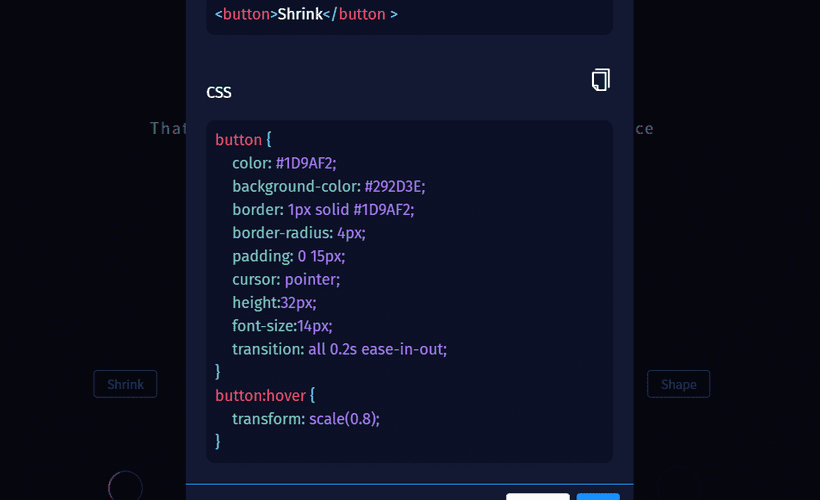 <button>Shrink</button >
CSS
That
ce
button {
color: #1D9AF2;
background-color: #292D3E;
border: 1px solid #1D9AF2;
border-radius: 4px;
padding: 0 15px;
cursor: pointer;
height:32px;
font-size:14px;
transition: all 0.2s ease-in-out;
}
button:hover {
transform: scale(0.8);
}
Shrink
Shape